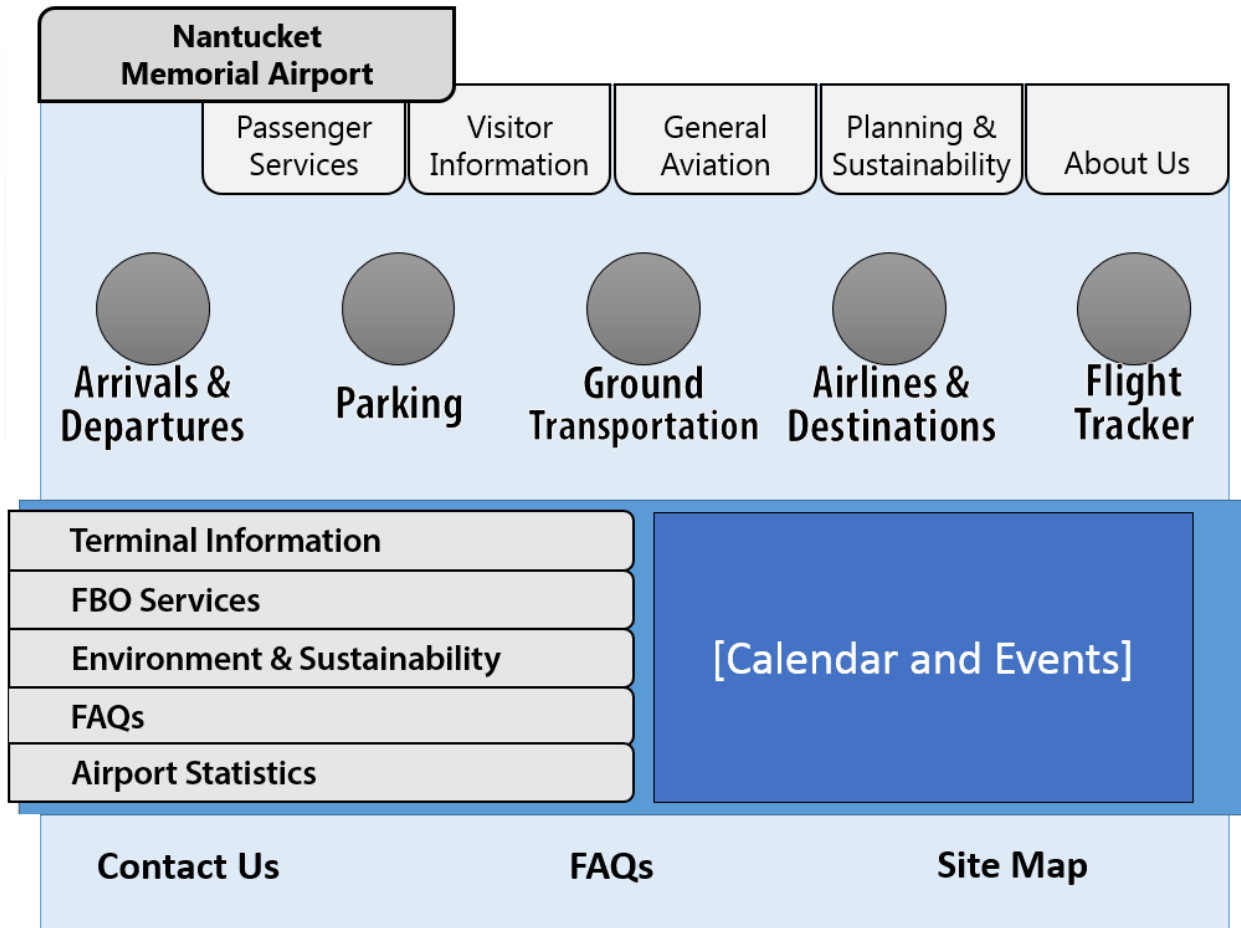 Nantucket
Memorial Airport
Passenger
Services
Visitor
Information
General
Aviation
Planning &
Sustainability
About Us
Arrivals &
Departures
Parking
Ground
Transportation
Airlines &
Destinations
Flight
Tracker
Terminal Information
FBO Services
Environment & Sustainability
FAQs
Airport Statistics
[Calendar and Events]
Contact Us
FAQs
Site Map